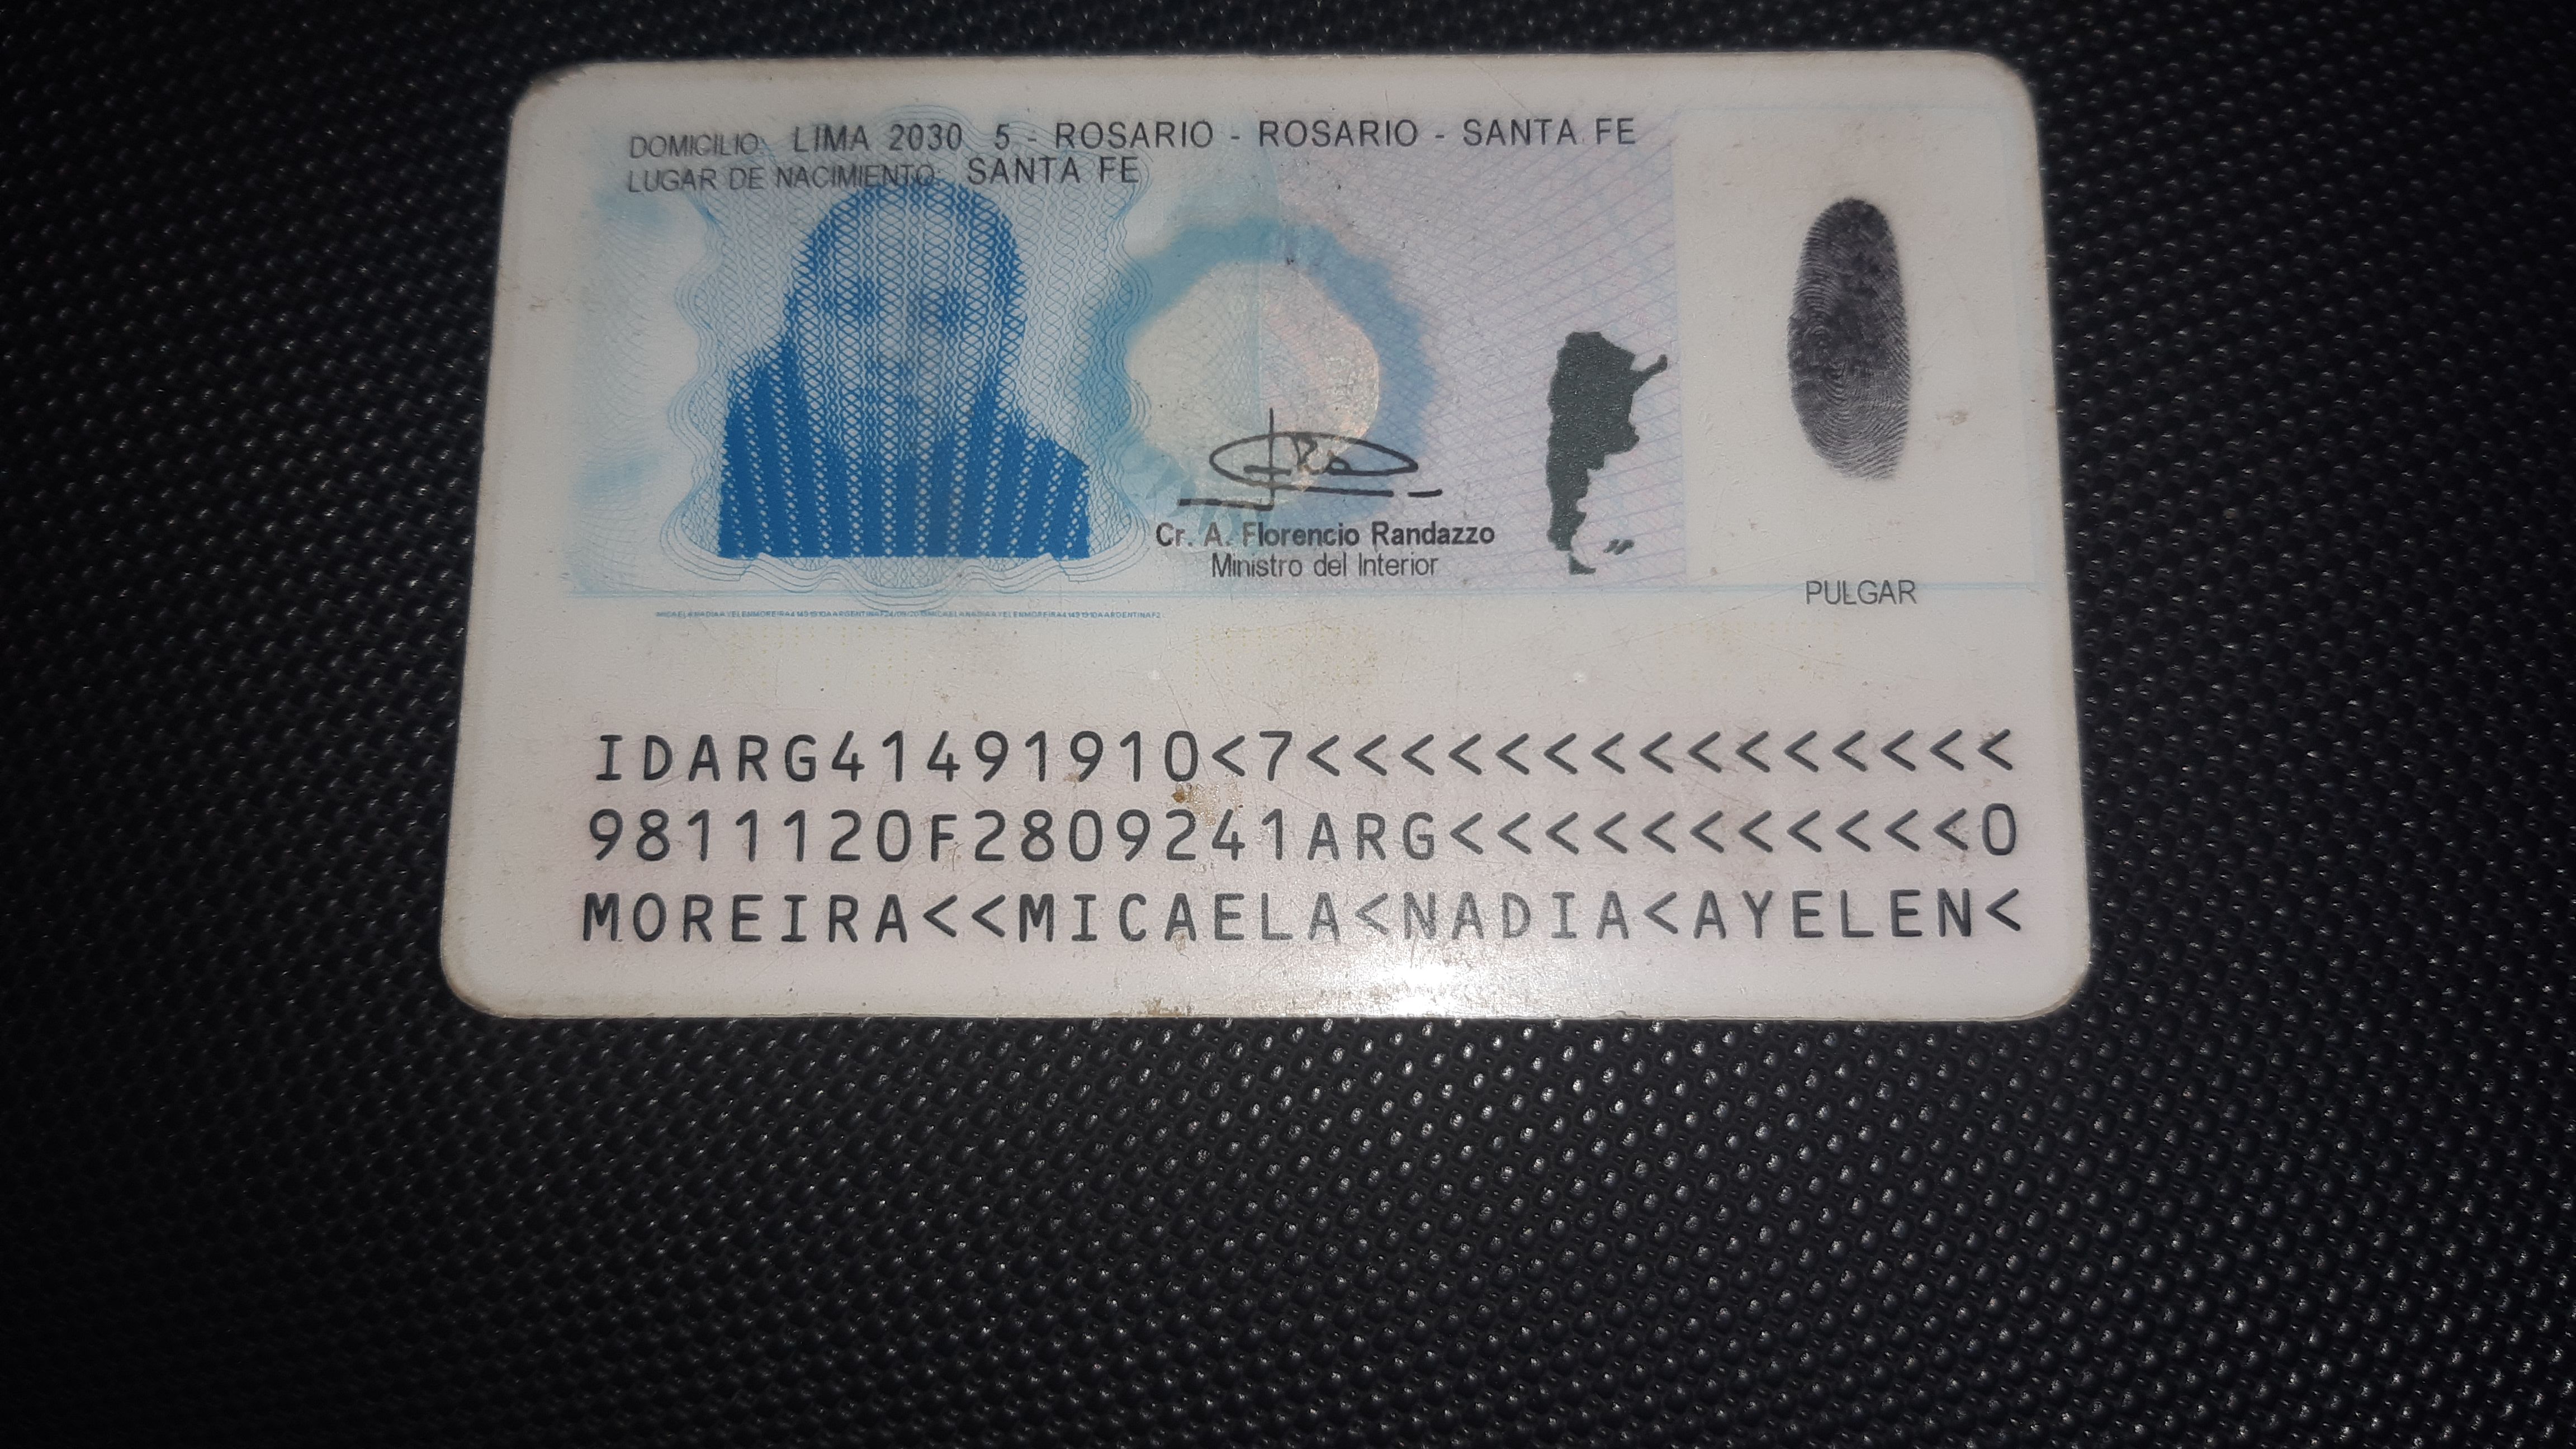 DOMICILIO: LIMA 2030 5 - ROSARIO - ROSARIO - SANTA FE
LUGAR DE NACIMIENTO: SANTA FE
Cr. A. Florencio Randazzo
Ministro del Interior
PULGAR
IDARG41491910<7<<<<<<<<<<<<<<<
9811120F2809241ARG<<<<<<<<<<<0
MOREIRA<<MICAELA<NADIA<AYELEN<